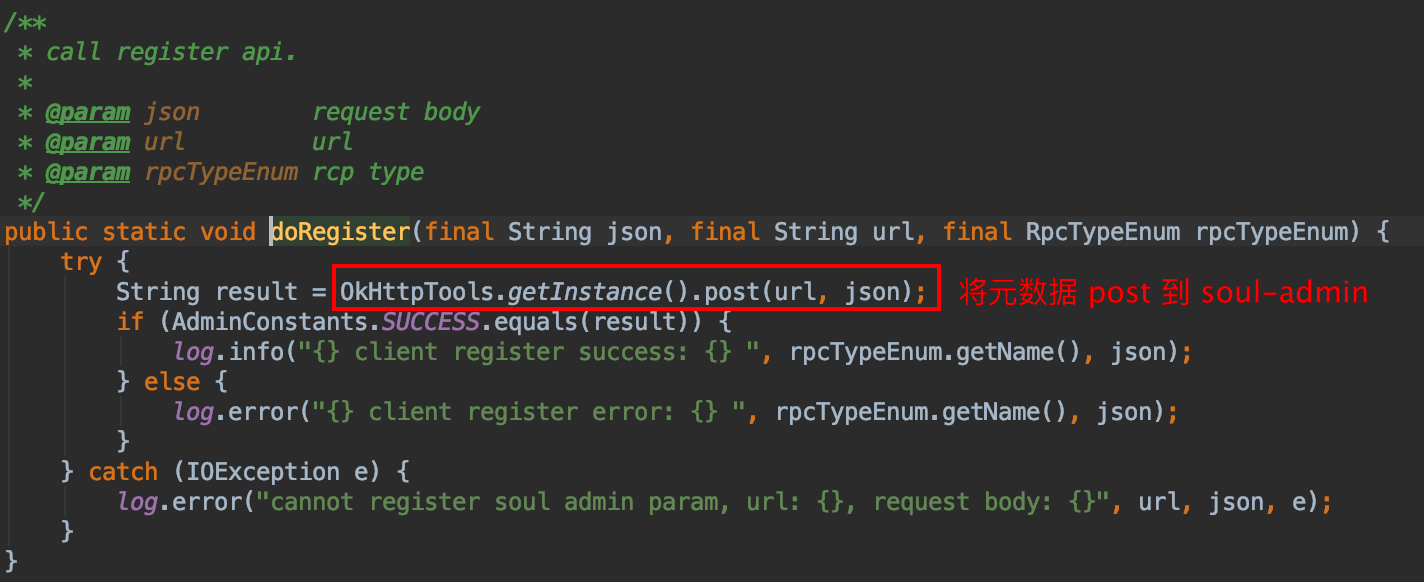 /**
 * call register api.
 *
 * @param json        request body
 * @param url         url
 * @param rpcTypeEnum rcp type
 */
public static void doRegister(final String json, final String url, final RpcTypeEnum rpcTypeEnum) {
    try {
        String result = OkHttpTools.getInstance().post(url, json); 将元数据 post 到 soul-admin
        if (AdminConstants.SUCCESS.equals(result)) {
            log.info("{} client register success: {} ", rpcTypeEnum.getName(), json);
        } else {
            log.error("{} client register error: {} ", rpcTypeEnum.getName(), json);
        }
    } catch (IOException e) {
        log.error("cannot register soul admin param, url: {}, request body: {}", url, json, e);
    }
}